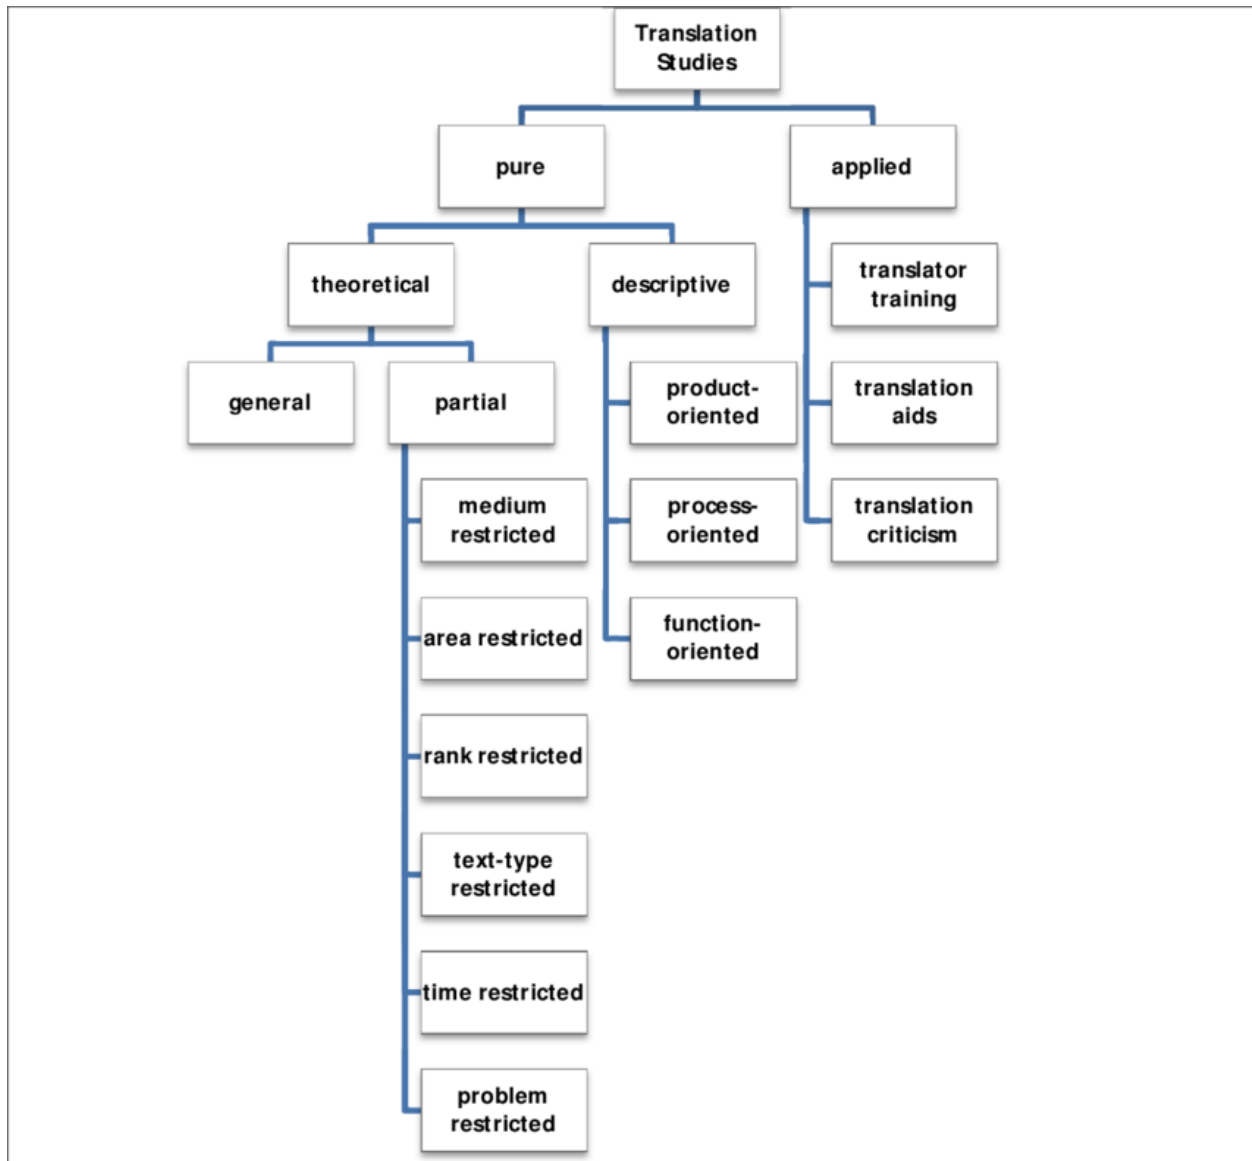 Translation
Studies
pure
applied
theoretical
descriptive
translator
training
general
partial
product-
oriented
translation
aids
medium
restricted
process-
oriented
translation
criticism
area restricted
function-
oriented
rank restricted
text-type
restricted
time restricted
problem
restricted